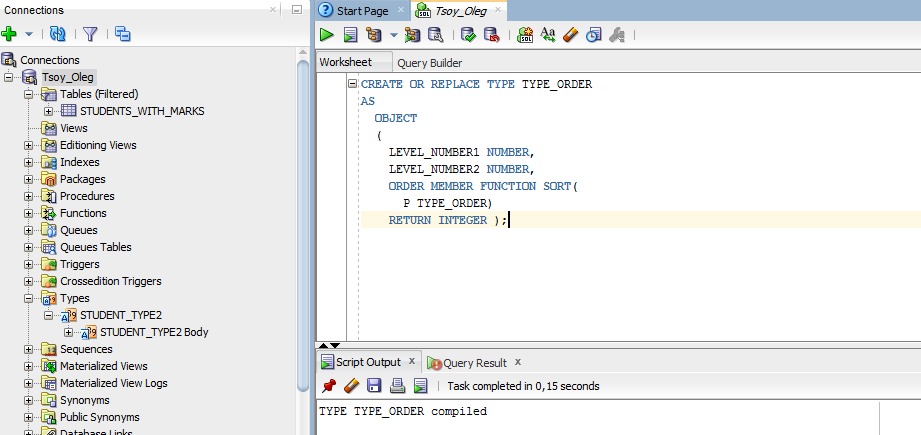 Connections
Start Page
Tsoy_Oleg
Connections
Tsoy_Oleg
Tables (Filtered)
STUDENTS_WITH_MARKS
Views
Editioning Views
Indexes
Packages
Procedures
Functions
Queues
Queues Tables
Triggers
Crossedition Triggers
Types
STUDENT_TYPE2
STUDENT_TYPE2 Body
Sequences
Materialized Views
Materialized View Logs
Synonyms
Public Synonyms
Database Links
Worksheet
Query Builder
CREATE OR REPLACE TYPE TYPE_ORDER
AS
OBJECT
(
LEVEL_NUMBER1 NUMBER,
LEVEL_NUMBER2 NUMBER,
ORDER MEMBER FUNCTION SORT(
P TYPE_ORDER)
RETURN INTEGER );
Script Output
Query Result
Task completed in 0,15 seconds
TYPE TYPE_ORDER compiled